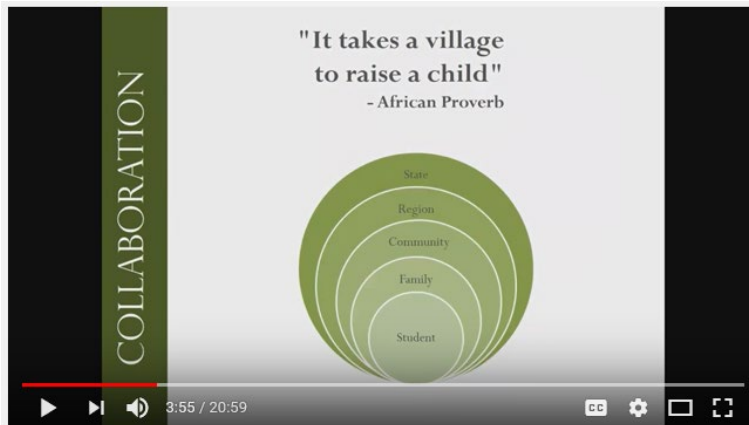 COLLABORATION
"It takes a village
to raise a child"
- African Proverb
State
Region
Community
Family
Student
3:55 / 20:59
CC